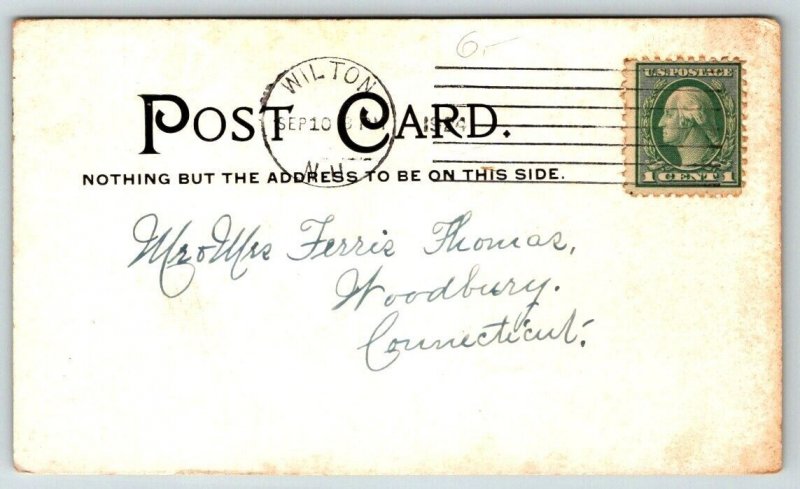 6-
WILTON
SEP 10
N.H.
POST CARD.
NOTHING BUT THE ADDRESS TO BE ON THIS SIDE.
U.S. POSTAGE
1 CENT 1
Mr & Mrs Ferris Thomas,
Woodbury.
Connecticut.